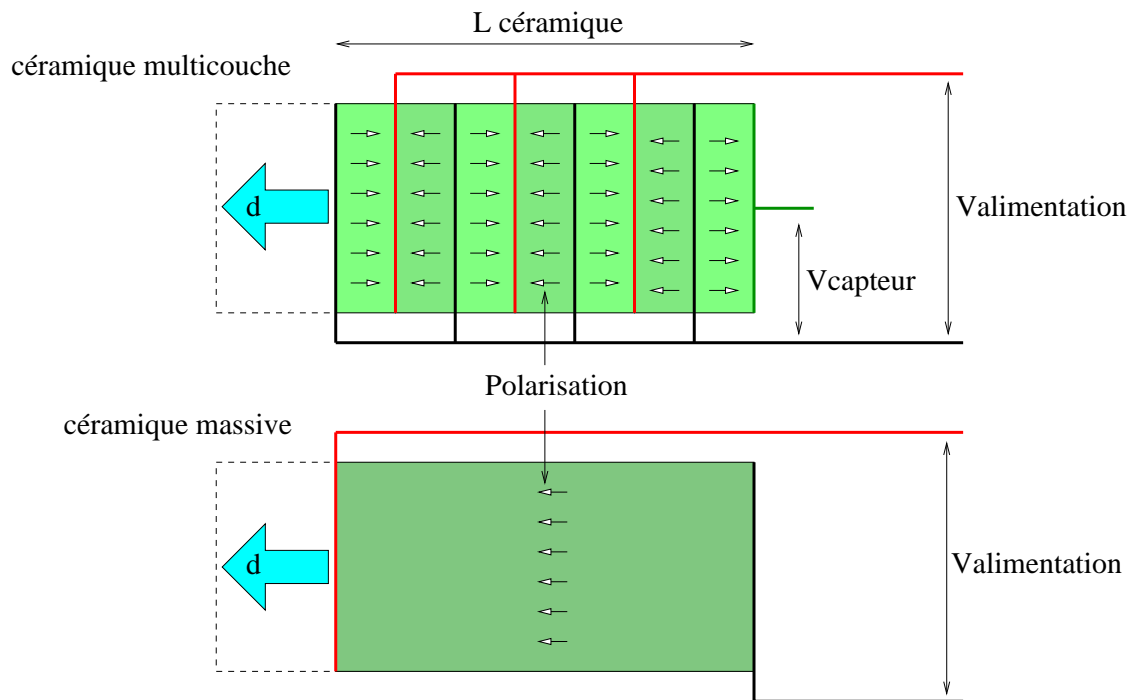 L céramique
céramique multicouche
d
Valimentation
Vcapteur
Polarisation
céramique massive
d
Valimentation